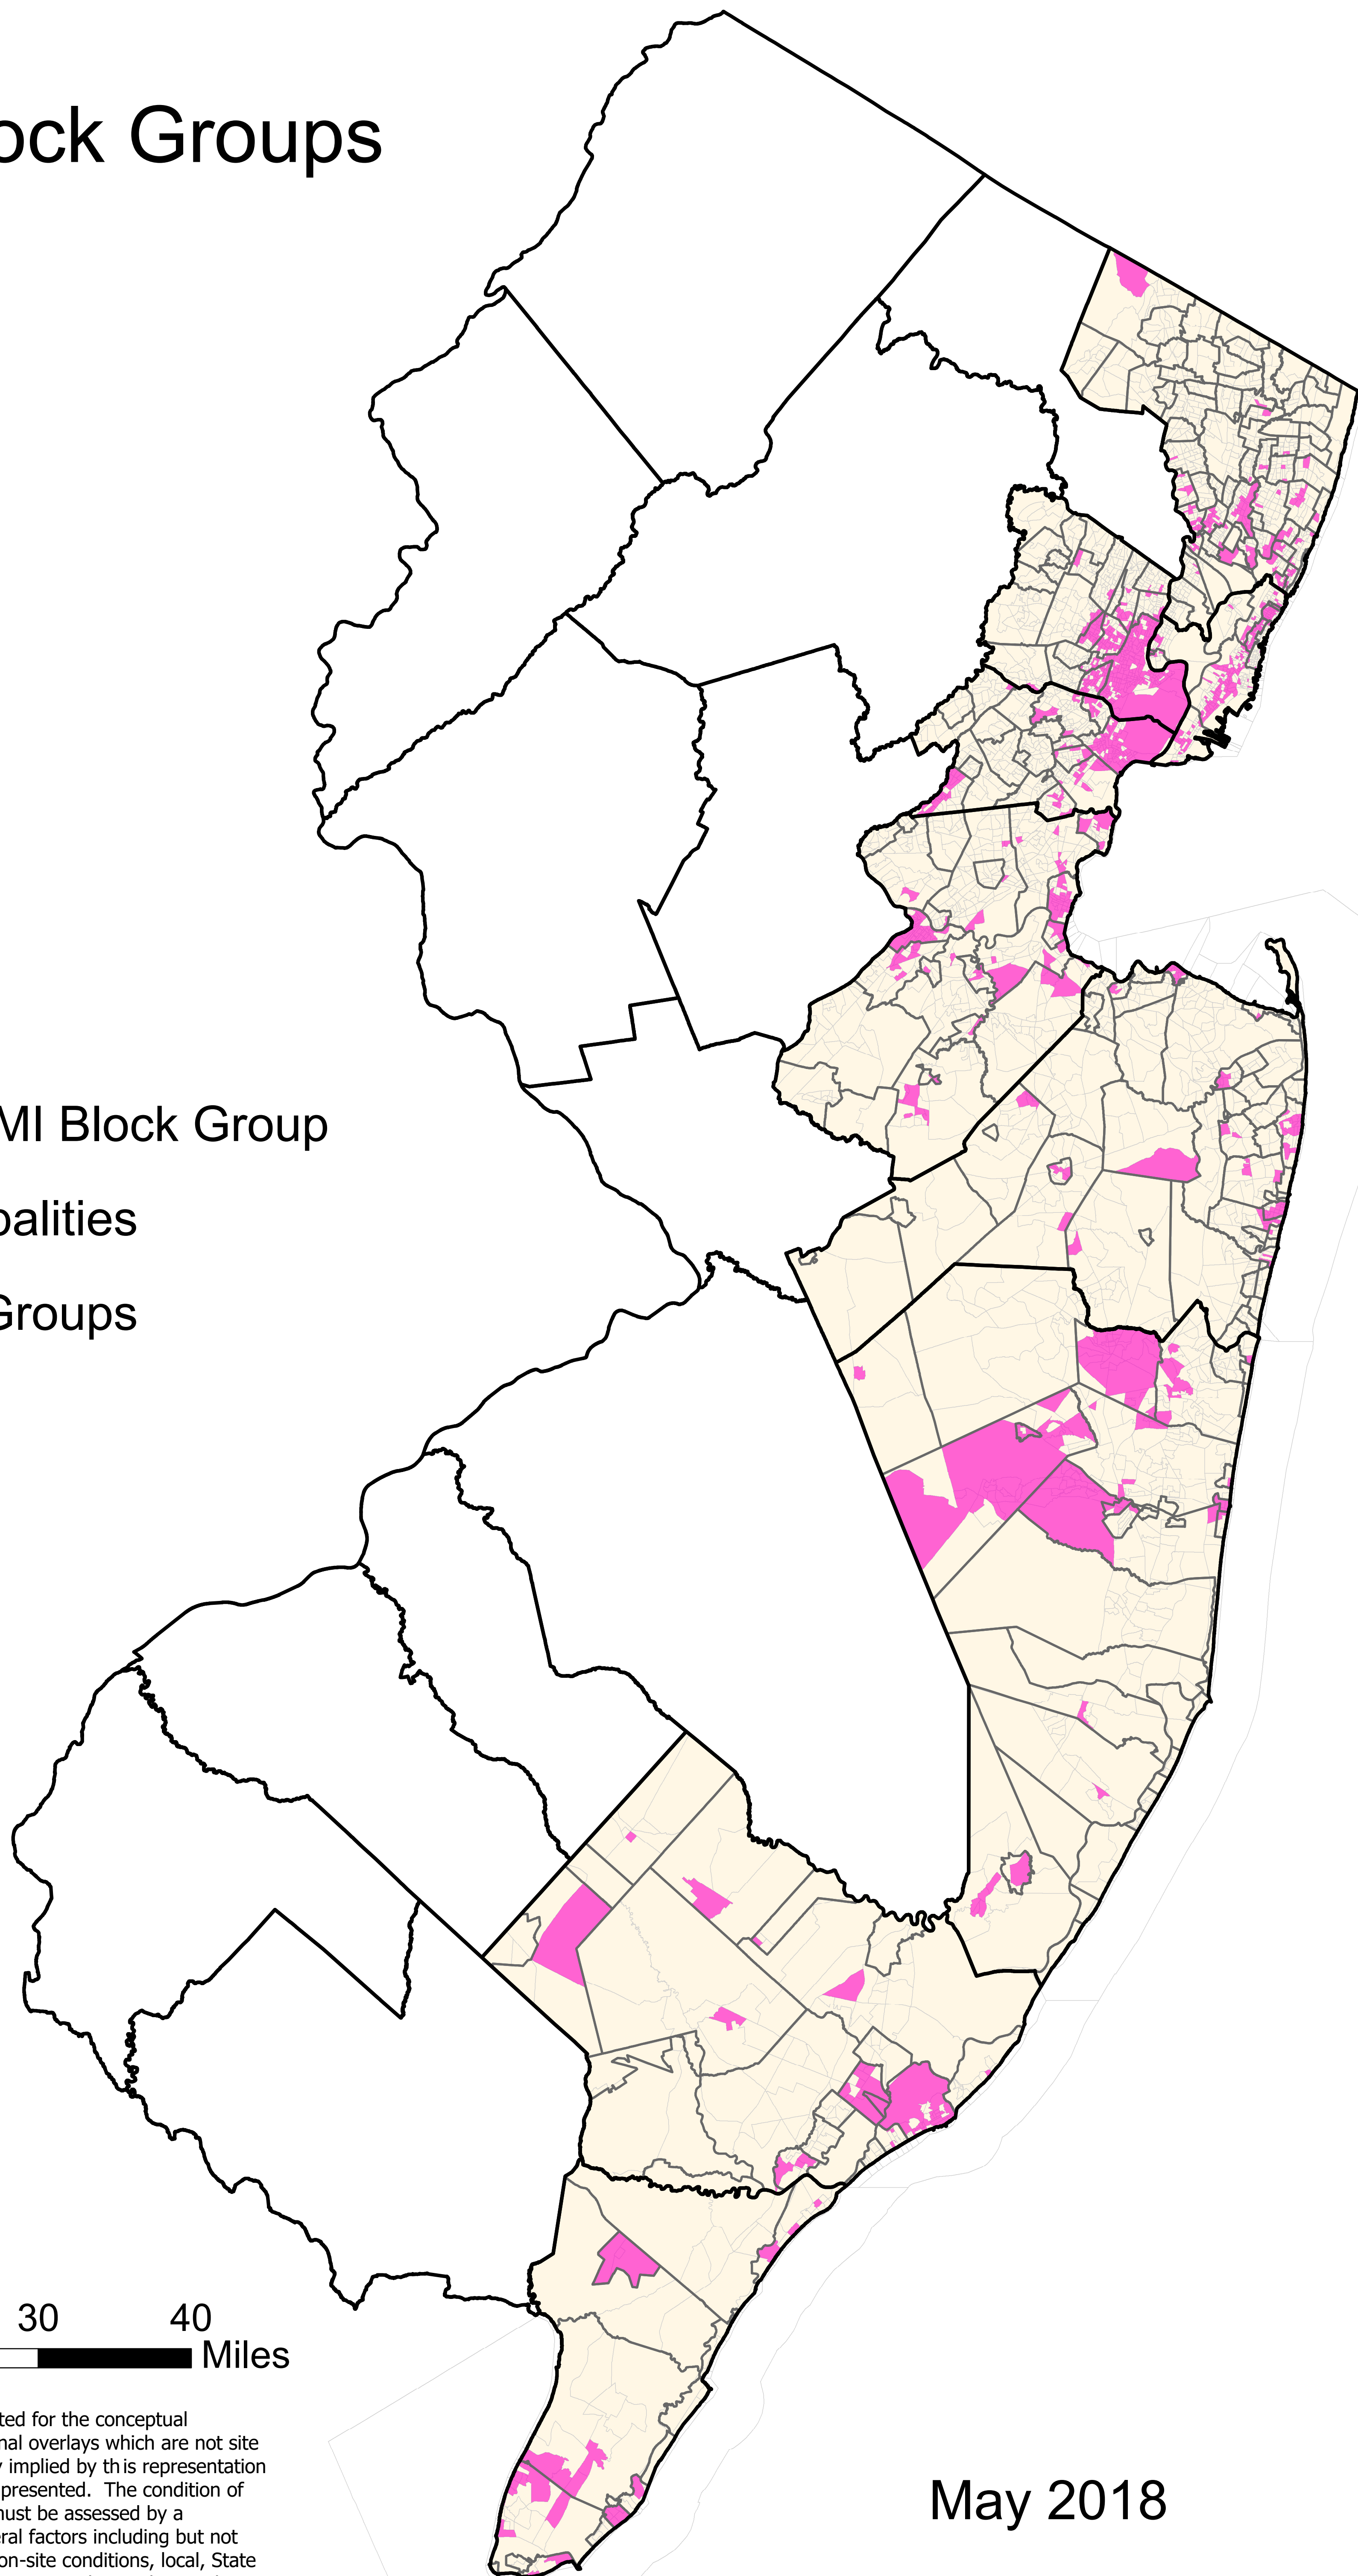 ock Groups
MI Block Group
palities
Groups
30 40
Miles
ted for the conceptual
nal overlays which are not site
y implied by this representation
presented. The condition of
must be assessed by a
eral factors including but not
on-site conditions, local, State
May 2018